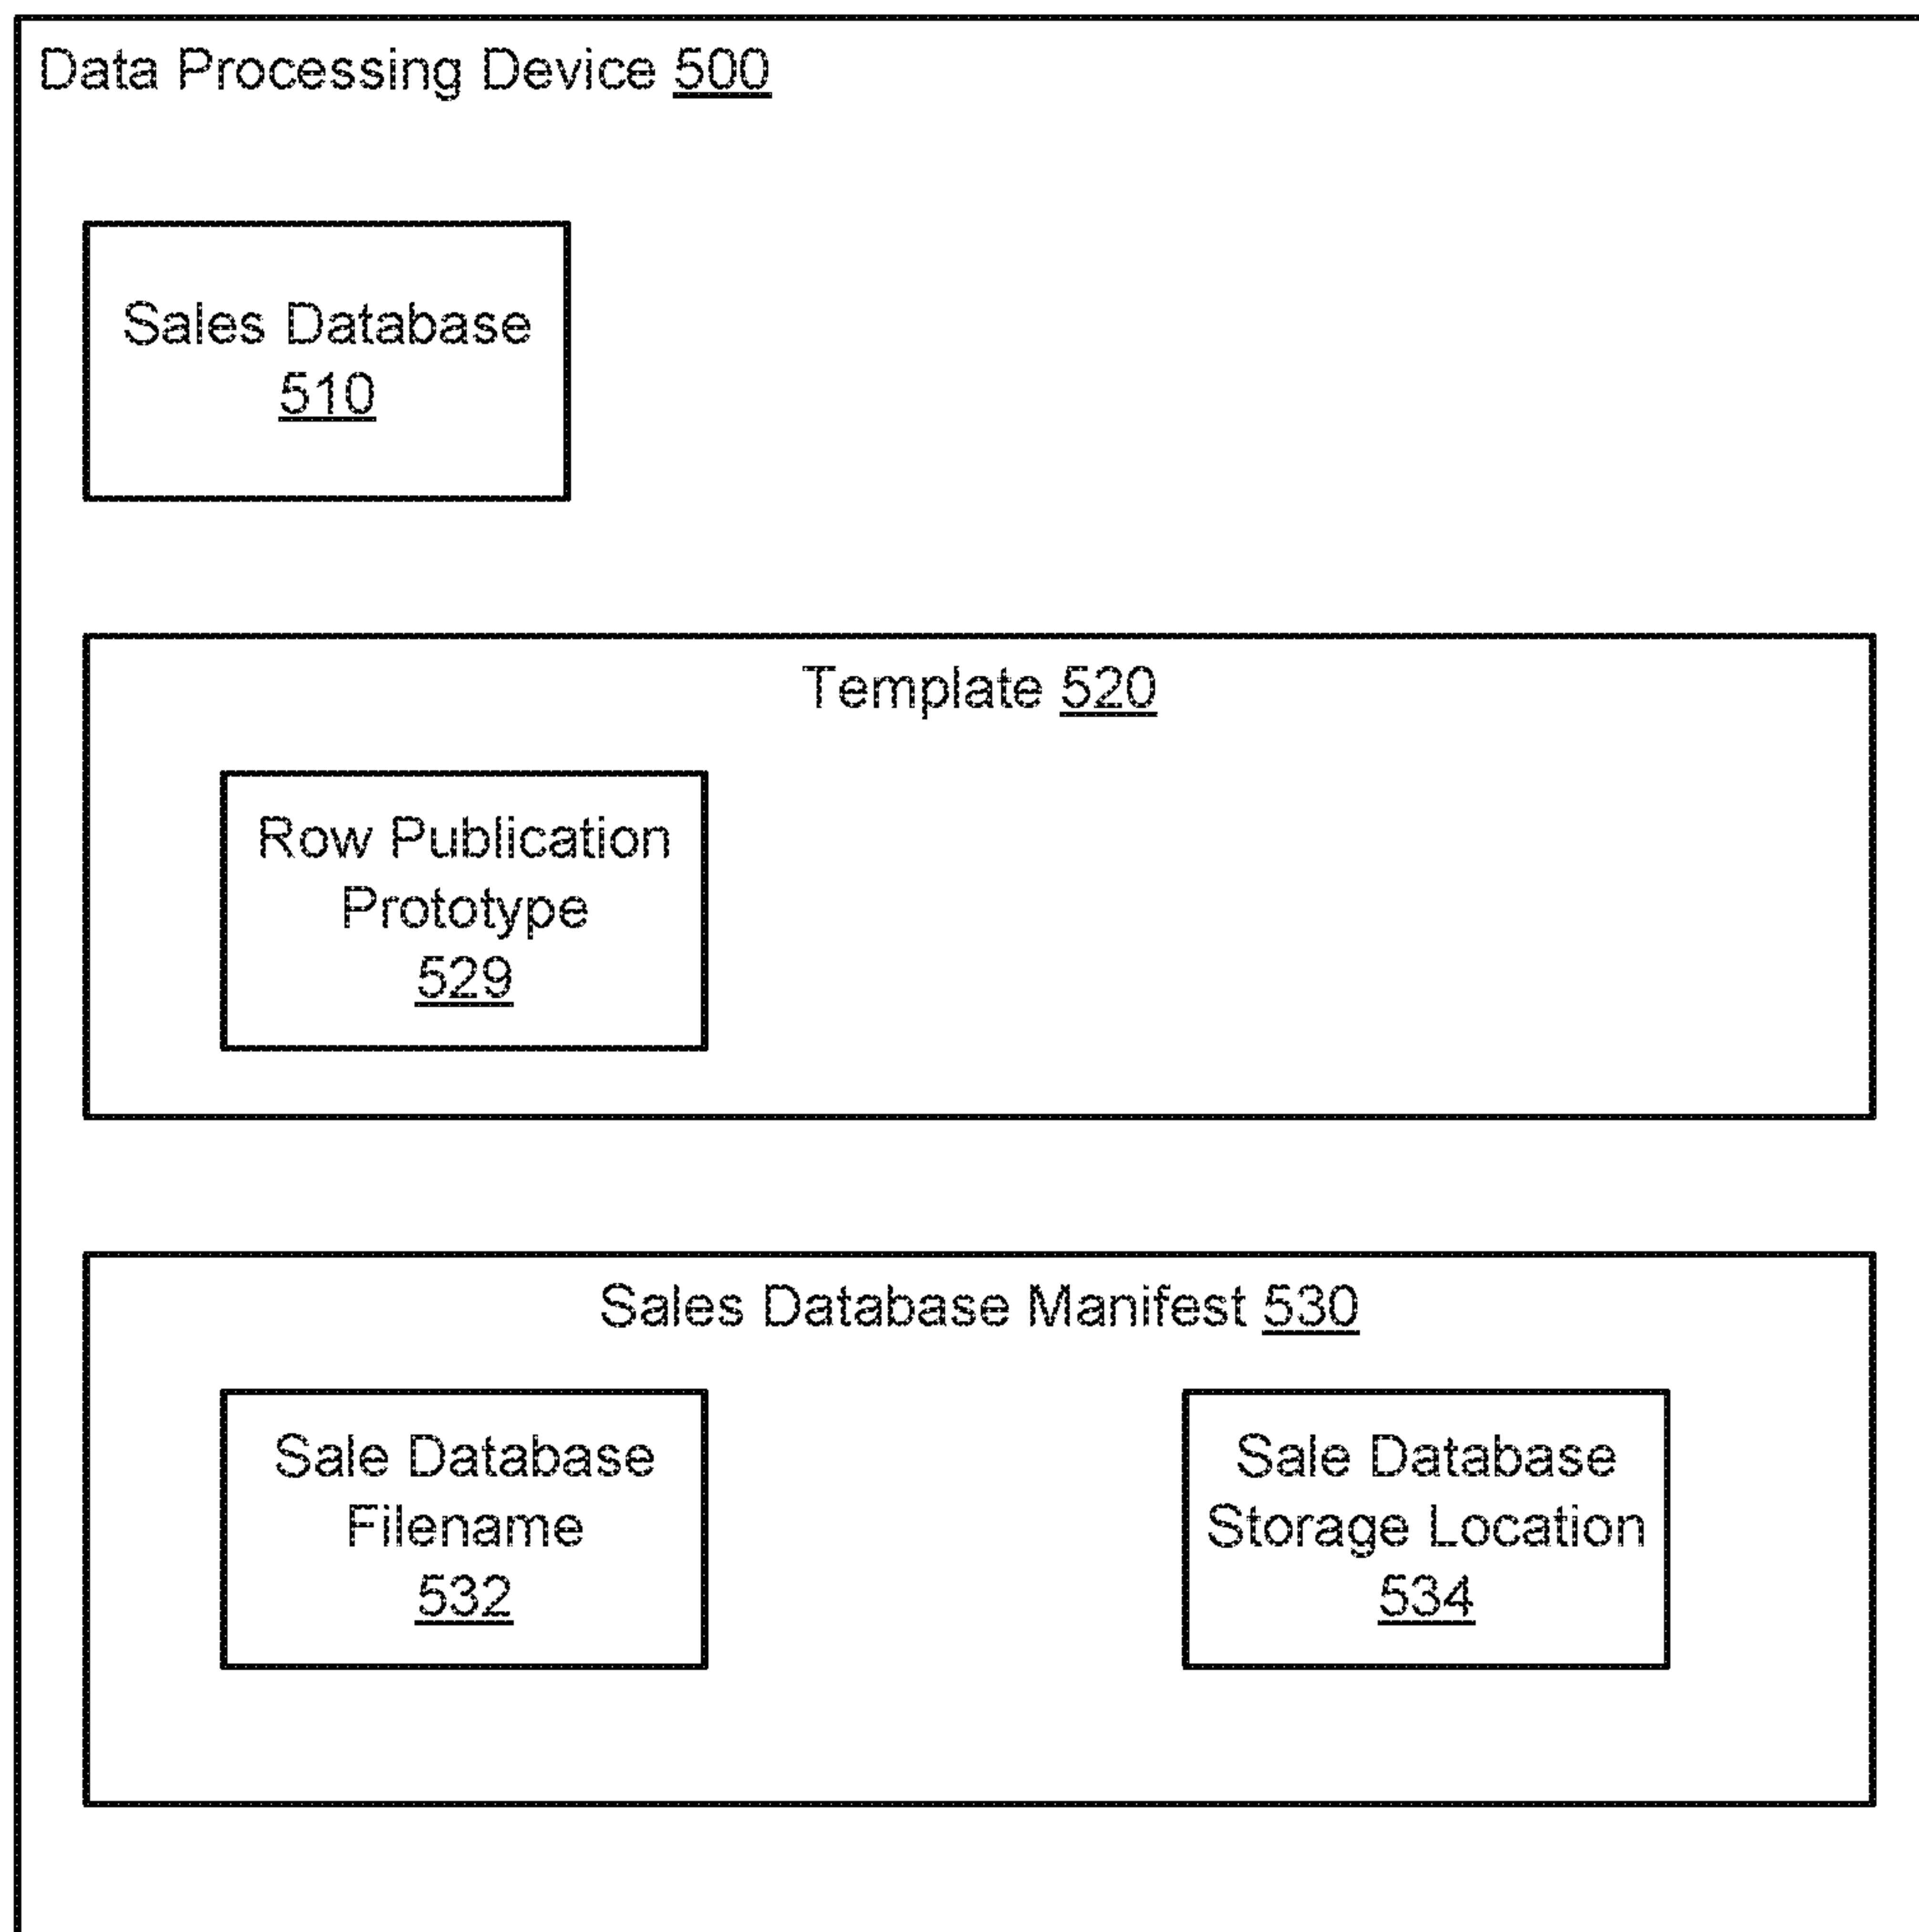 Data Processing Device 500
Sales Database
510
Template 520
Row Publication
Prototype
529
Sales Database Manifest 530
Sale Database
Filename
532
Sale Database
Storage Location
534